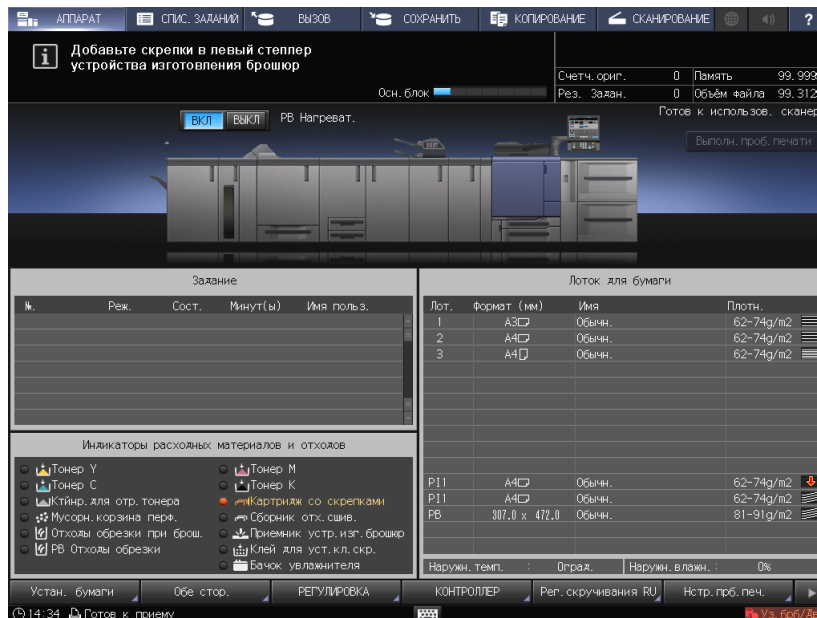 АППАРАТ СПИС. ЗАДАНИЙ ВЫЗОВ СОХРАНИТЬ КОПИРОВАНИЕ СКАНИРОВАНИЕ ?
Добавьте скрепки в левый степлер
устройства изготовления брошюр
Осн. блок
Счетч. ориг. 0 Память 99.999
Рез. Задан. 0 Объём файла 99.312
Готов к использов. сканер
ВКЛ ВЫКЛ PB Нагреват.
Выполн. проб. печати
Задание
№. Реж. Сост. Минут(ы) Имя польз.
Лоток для бумаги
Лот. Формат (мм) Имя Плотн.
1 A3 Обычн. 62-74g/m2
2 A4 Обычн. 62-74g/m2
3 A4 Обычн. 62-74g/m2
PI1 A4 Обычн. 62-74g/m2
PI1 A4 Обычн. 62-74g/m2
PB 307.0 x 472.0 Обычн. 81-91g/m2
Наружн. темп. : 0град. Наружн. влажн. : 0%
Индикаторы расходных материалов и отходов
Тонер Y Тонер M
Тонер C Тонер K
Ктйнр. для отр. тонера Картридж со скрепками
Мусорн. корзина перф. Сборник отх. сшив.
Отходы обрезки при брош. Приемник устр. изг. брошюр
PB Отходы обрезки Клей для уст. кл. скр.
Бачок увлажнителя
Устан. бумаги Обе стор. РЕГУЛИРОВКА КОНТРОЛЛЕР Рег. скручивания RU Нстр. прб. печ.
14:34 Готов к приему